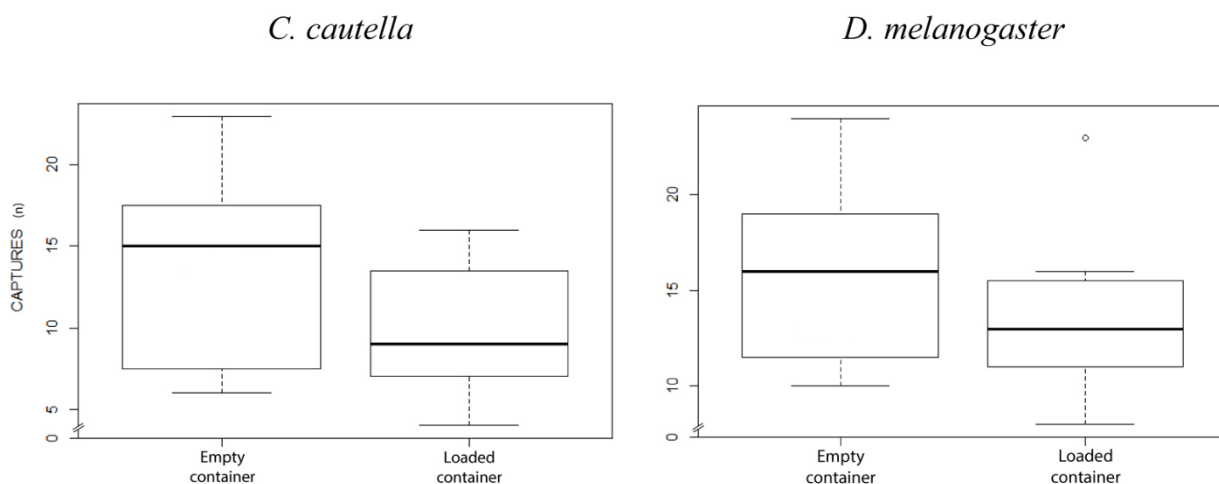 C. cautella
D. melanogaster
CAPTURES (n)
20
15
10
5
0
Empty
container
Loaded
container
20
15
10
0
Empty
container
Loaded
container